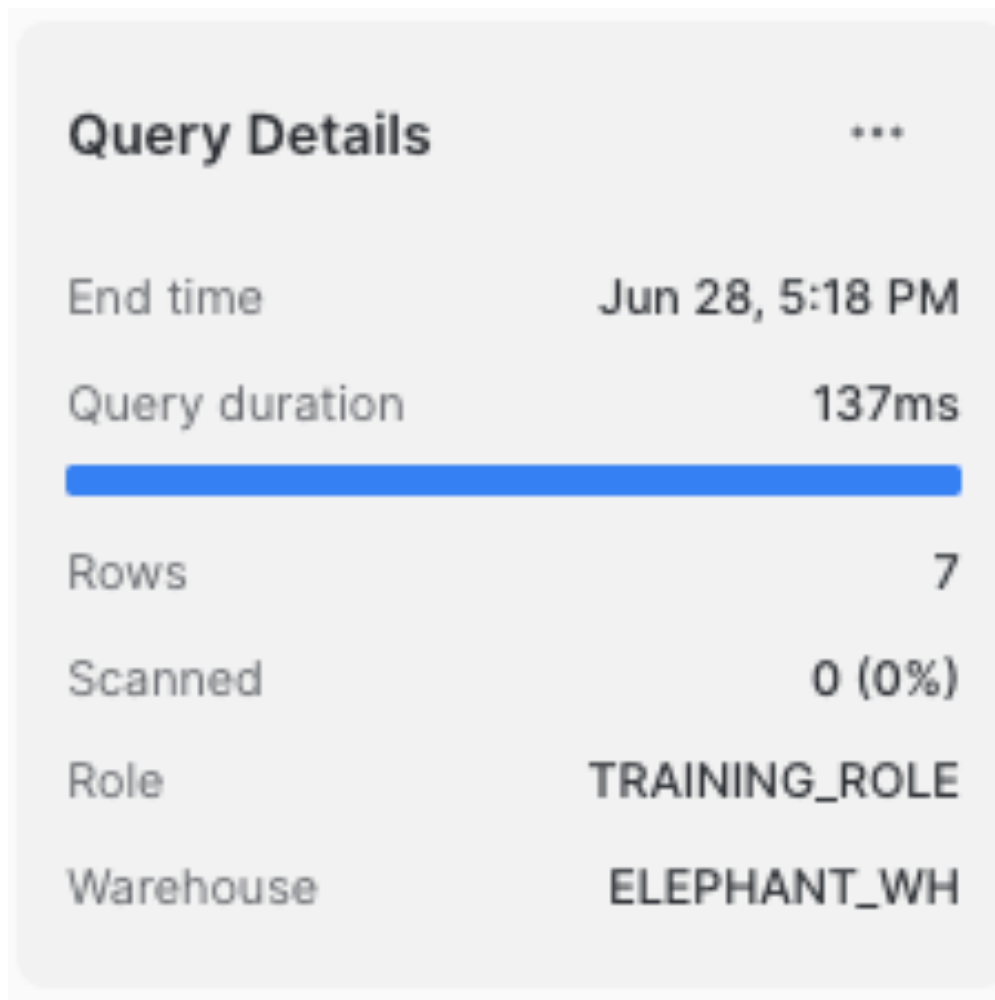 Query Details
End time Jun 28, 5:18 PM
Query duration 137ms
Rows 7
Scanned 0 (0%)
Role TRAINING_ROLE
Warehouse ELEPHANT_WH